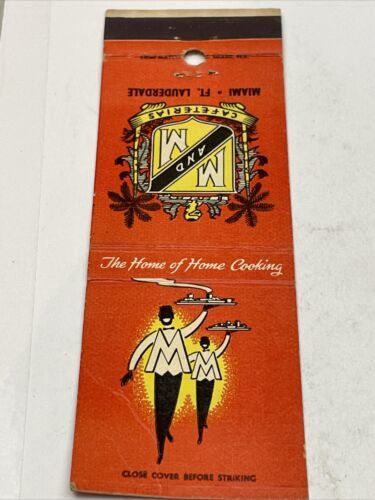 MIAMI • FT. LAUDERDALE
CAFETERIAS
M AND M
The Home of Home Cooking
M M
CLOSE COVER BEFORE STRIKING